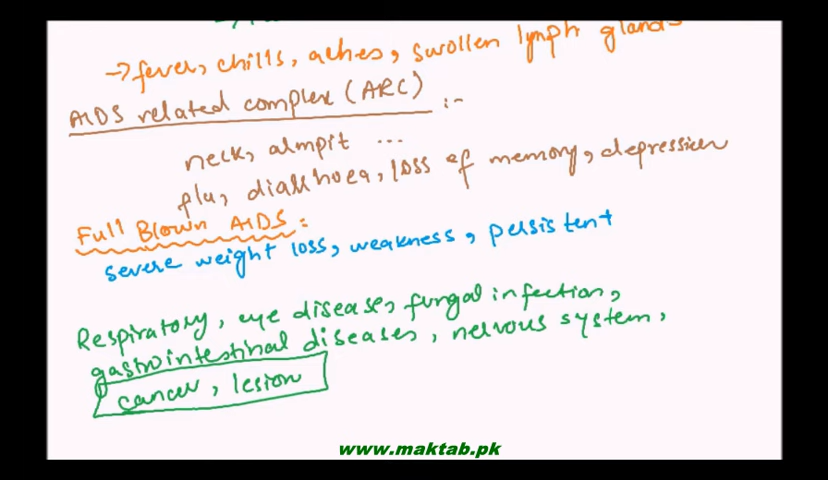 → fever, chills, aches, swollen lymph glands
AIDS related complex (ARC) :-
neck, almpit ...
flu, diarrhoea, loss of memory, depression
Full Blown AIDS :
severe weight loss, weakness, persistent
Respiratory, eye diseases, fungal infection,
gastrointestinal diseases, nervous system,
cancer, lesion
www.maktab.pk